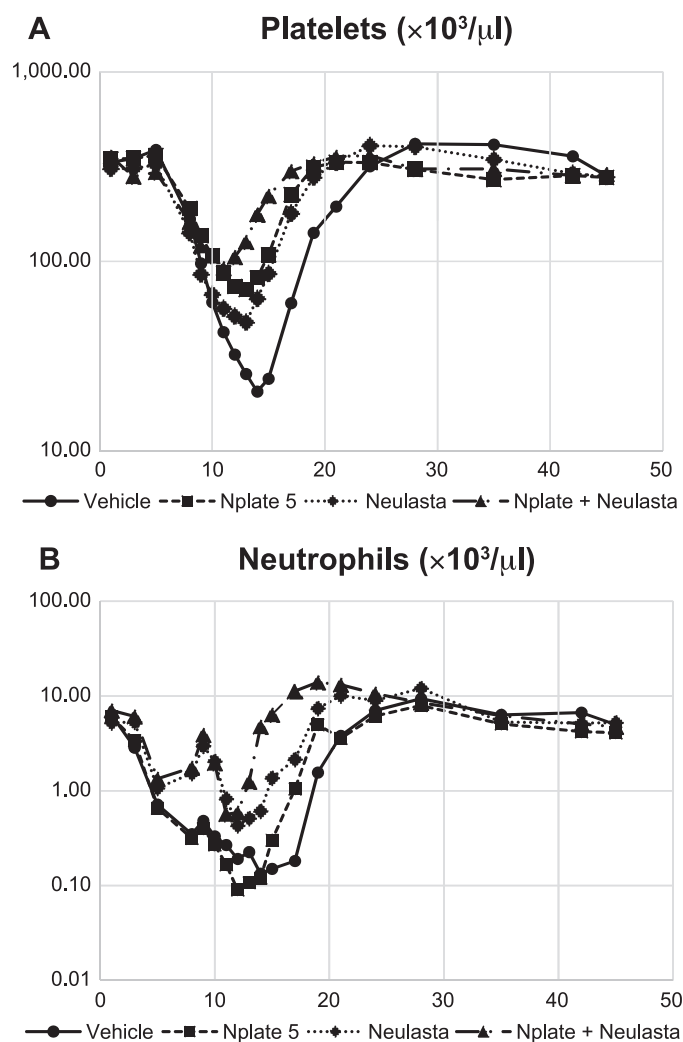 A Platelets (×10³/μl)
1,000.00
100.00
10.00
0 10 20 30 40 50
Vehicle Nplate 5 Neulasta Nplate + Neulasta
B Neutrophils (×10³/μl)
100.00
10.00
1.00
0.10
0.01
0 10 20 30 40 50
Vehicle Nplate 5 Neulasta Nplate + Neulasta